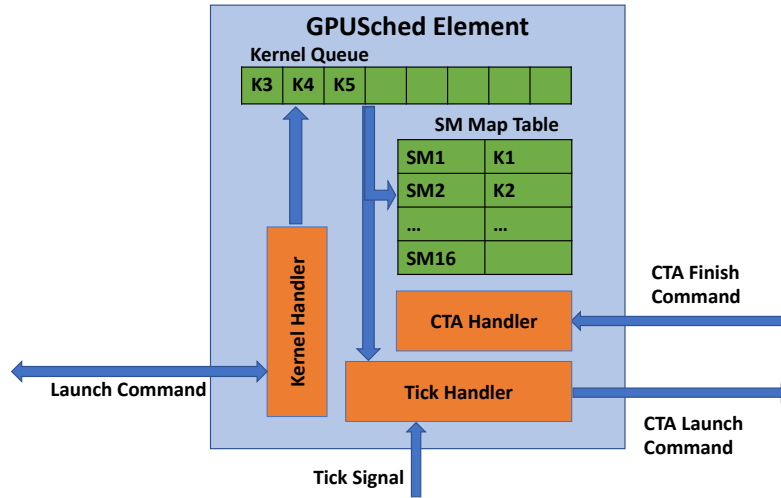 GPUSched Element
Kernel Queue
K3 K4 K5
SM Map Table
SM1 K1
SM2 K2
... ...
SM16
Kernel Handler
CTA Handler
Tick Handler
CTA Finish
Command
Launch Command
CTA Launch
Command
Tick Signal